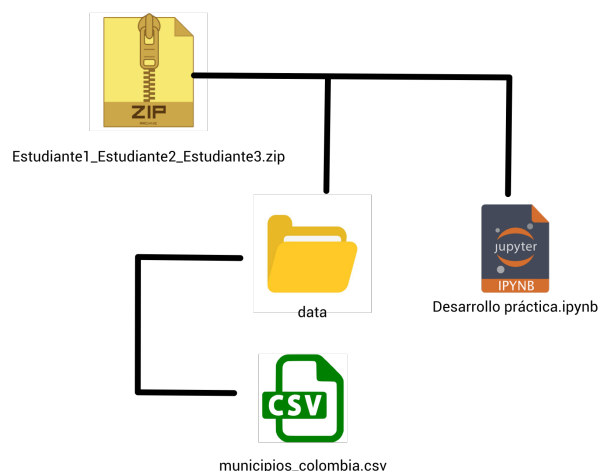 ZIP
Estudiante1_Estudiante2_Estudiante3.zip
data
jupyter
IPYNB
Desarrollo práctica.ipynb
CSV
municipios_colombia.csv